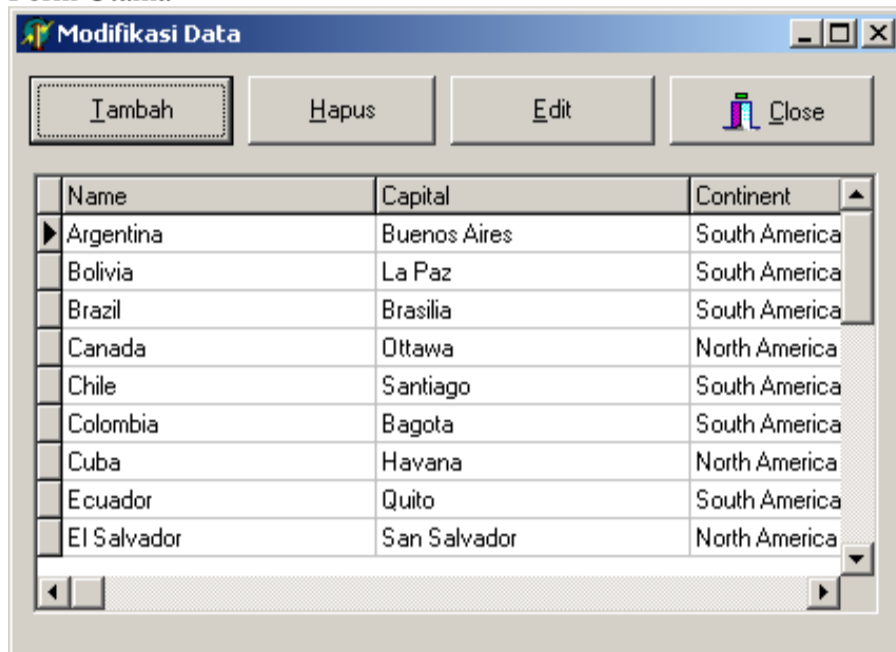 Modifikasi Data
Tambah Hapus Edit Close
Name Capital Continent
Argentina Buenos Aires South America
Bolivia La Paz South America
Brazil Brasilia South America
Canada Ottawa North America
Chile Santiago South America
Colombia Bagota South America
Cuba Havana North America
Ecuador Quito South America
El Salvador San Salvador North America